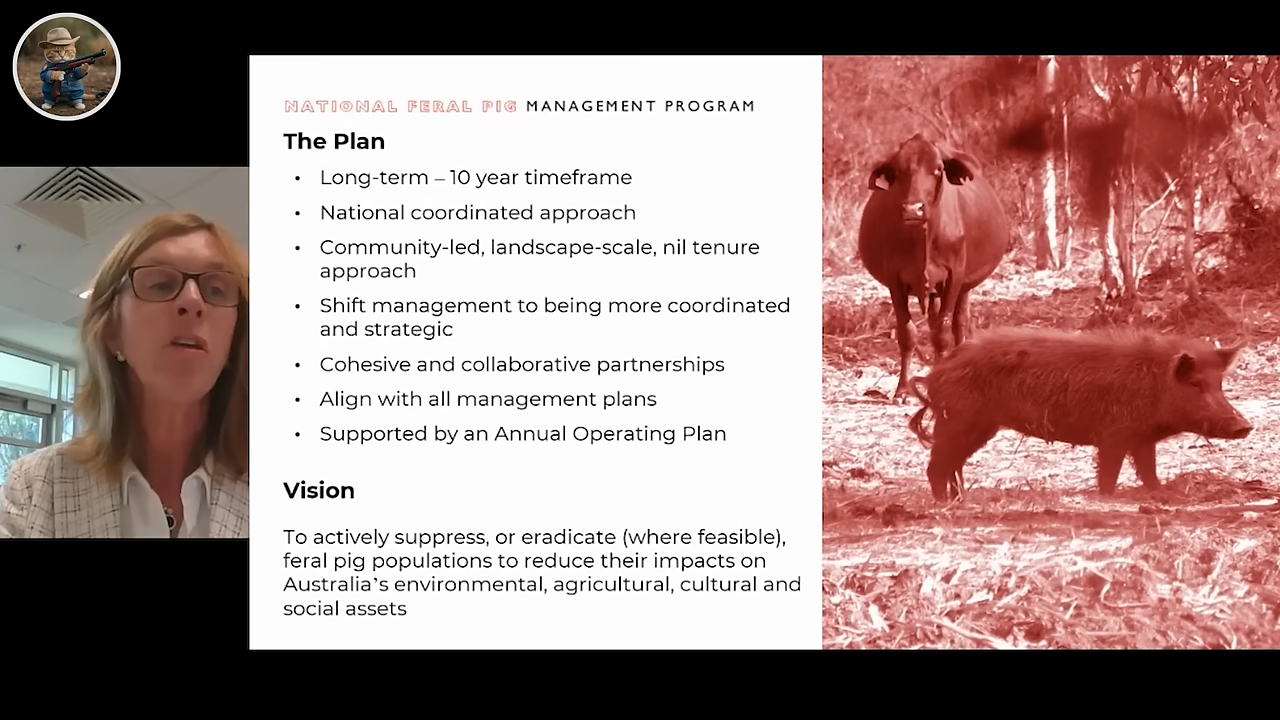 NATIONAL FERAL PIG MANAGEMENT PROGRAM
The Plan
• Long-term – 10 year timeframe
• National coordinated approach
• Community-led, landscape-scale, nil tenure
approach
• Shift management to being more coordinated
and strategic
• Cohesive and collaborative partnerships
• Align with all management plans
• Supported by an Annual Operating Plan
Vision
To actively suppress, or eradicate (where feasible),
feral pig populations to reduce their impacts on
Australia’s environmental, agricultural, cultural and
social assets